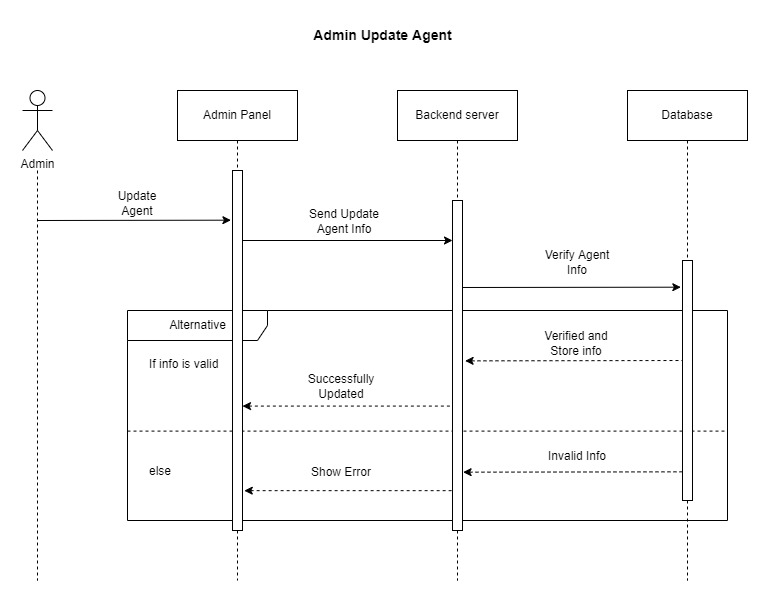 Admin Update Agent
Admin Panel
Backend server
Database
Admin
Update
Agent
Send Update
Agent Info
Verify Agent
Info
Alternative
If info is valid
Verified and
Store info
Successfully
Updated
else
Invalid Info
Show Error